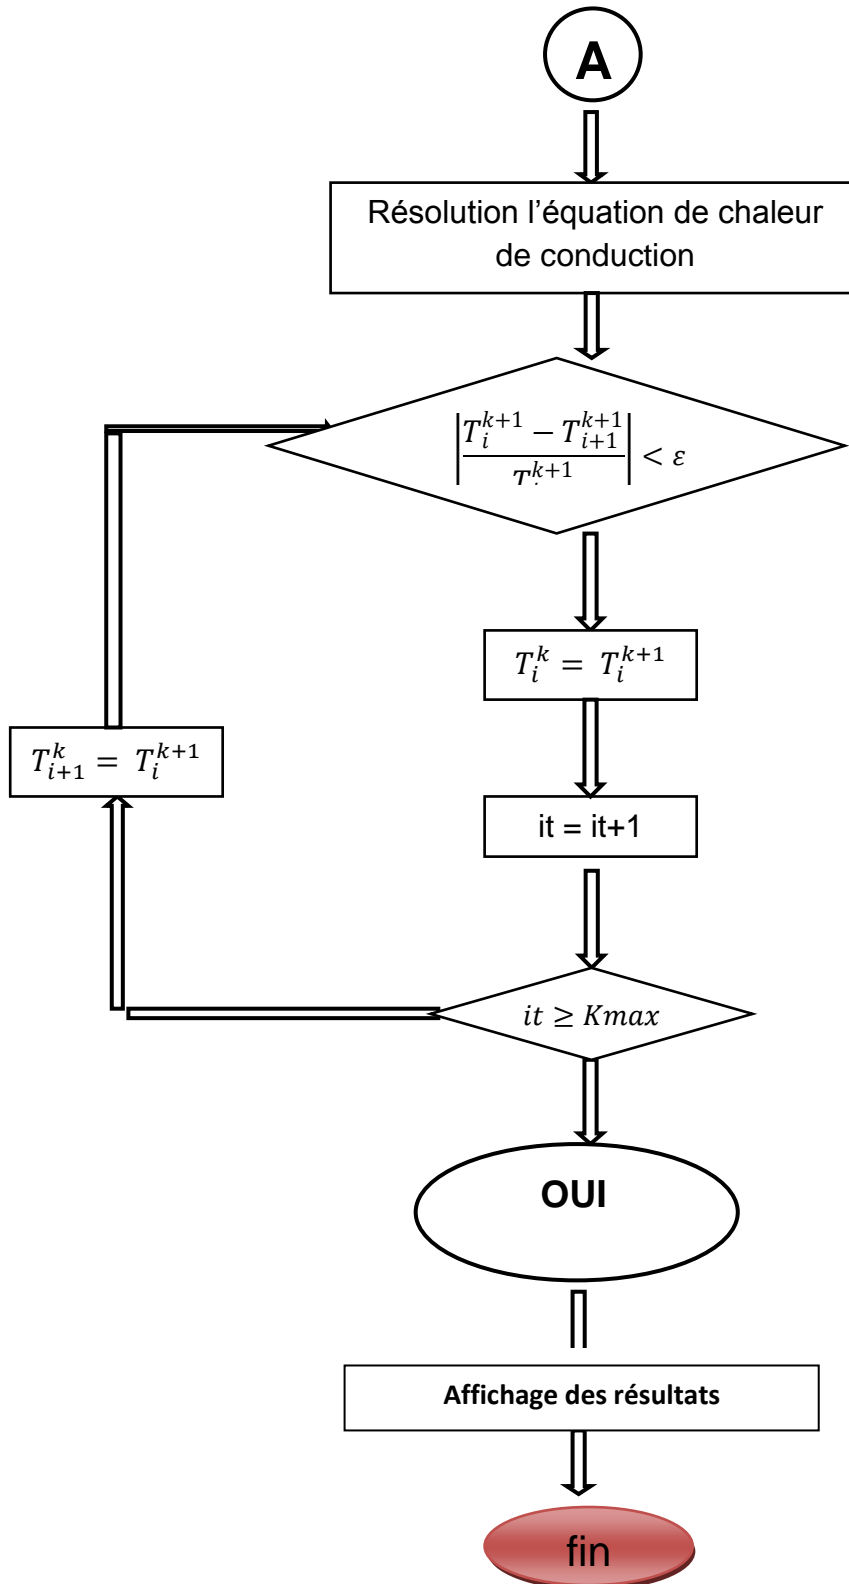 A
Résolution l’équation de chaleur
de conduction
|(T_i^{k+1} − T_{i+1}^{k+1}) / T^{k+1}| < ε
T_i^k = T_i^{k+1}
T_{i+1}^k = T_i^{k+1}
it = it+1
it ≥ Kmax
OUI
Affichage des résultats
fin